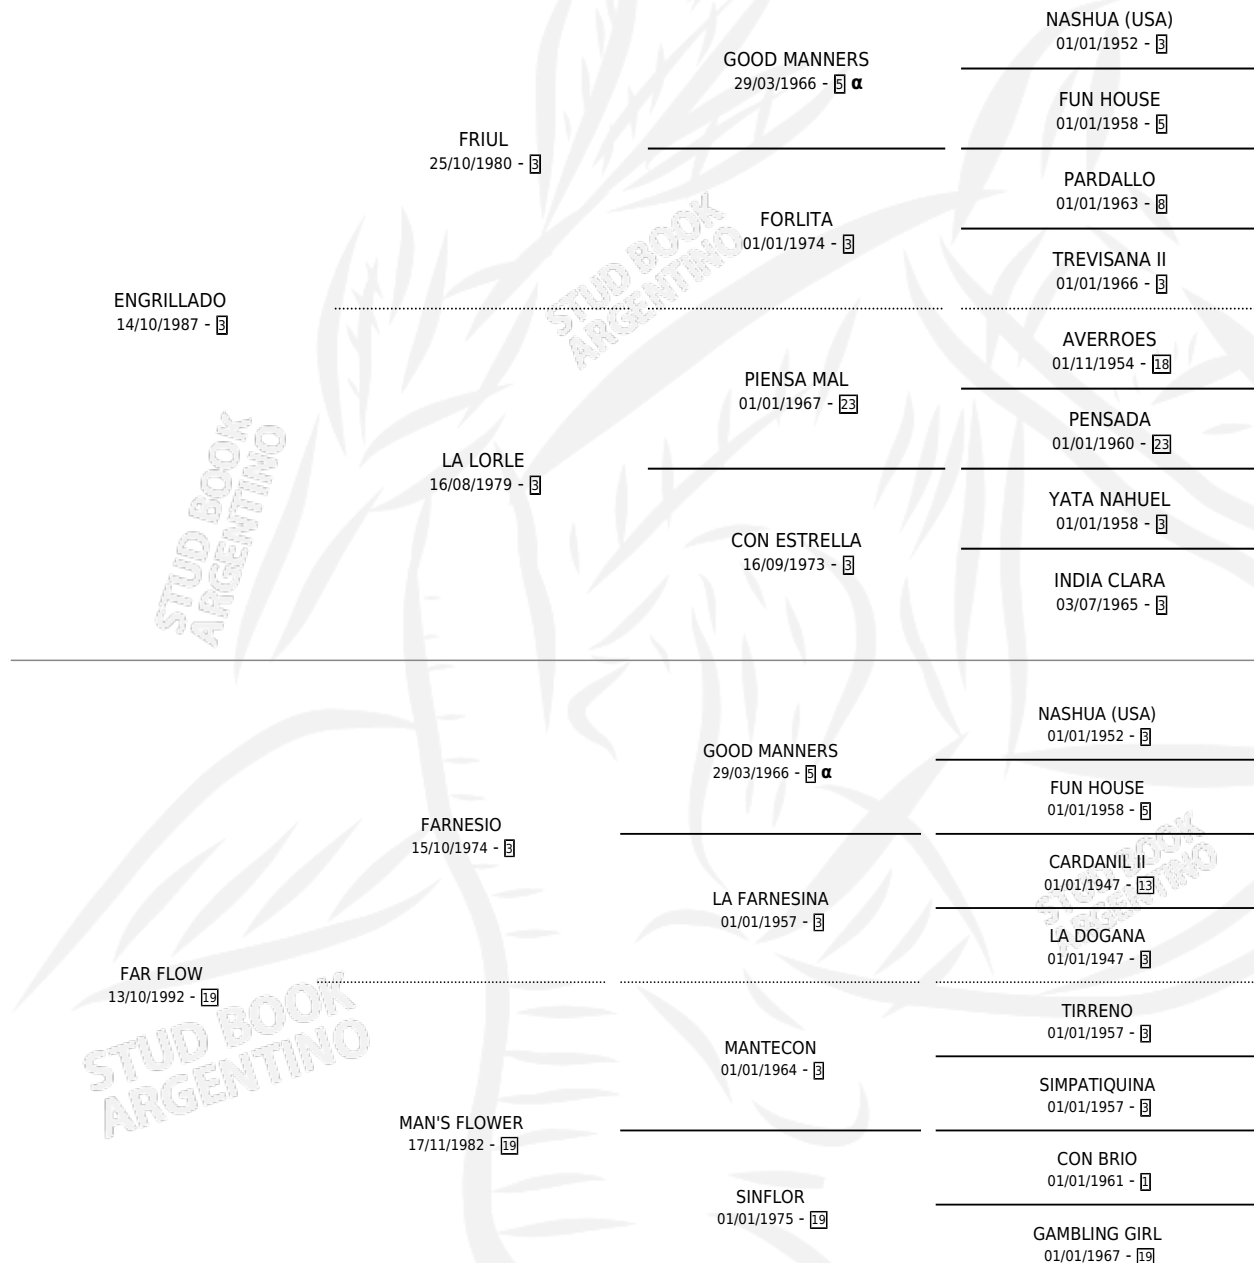 NASHUA (USA)
01/01/1952 - 3
GOOD MANNERS
29/03/1966 - 5 α
FUN HOUSE
01/01/1958 - 5
FRIUL
25/10/1980 - 3
PARDALLO
01/01/1963 - 8
FORLITA
01/01/1974 - 3
TREVISANA II
01/01/1966 - 3
ENGRILLADO
14/10/1987 - 3
AVERROES
01/11/1954 - 18
PIENSA MAL
01/01/1967 - 23
PENSADA
01/01/1960 - 23
LA LORLE
16/08/1979 - 3
YATA NAHUEL
01/01/1958 - 3
CON ESTRELLA
16/09/1973 - 3
INDIA CLARA
03/07/1965 - 3
NASHUA (USA)
01/01/1952 - 3
GOOD MANNERS
29/03/1966 - 5 α
FUN HOUSE
01/01/1958 - 5
FARNESIO
15/10/1974 - 3
CARDANIL II
01/01/1947 - 13
LA FARNESINA
01/01/1957 - 3
LA DOGANA
01/01/1947 - 3
FAR FLOW
13/10/1992 - 19
TIRRENO
01/01/1957 - 3
MANTECON
01/01/1964 - 3
SIMPATIQUINA
01/01/1957 - 3
MAN'S FLOWER
17/11/1982 - 19
CON BRIO
01/01/1961 - 1
SINFLOR
01/01/1975 - 19
GAMBLING GIRL
01/01/1967 - 19
STUD BOOK
ARGENTINO
STUD BOOK
ARGENTINO
STUD BOOK
ARGENTINO
STUD BOOK
ARGENTINO